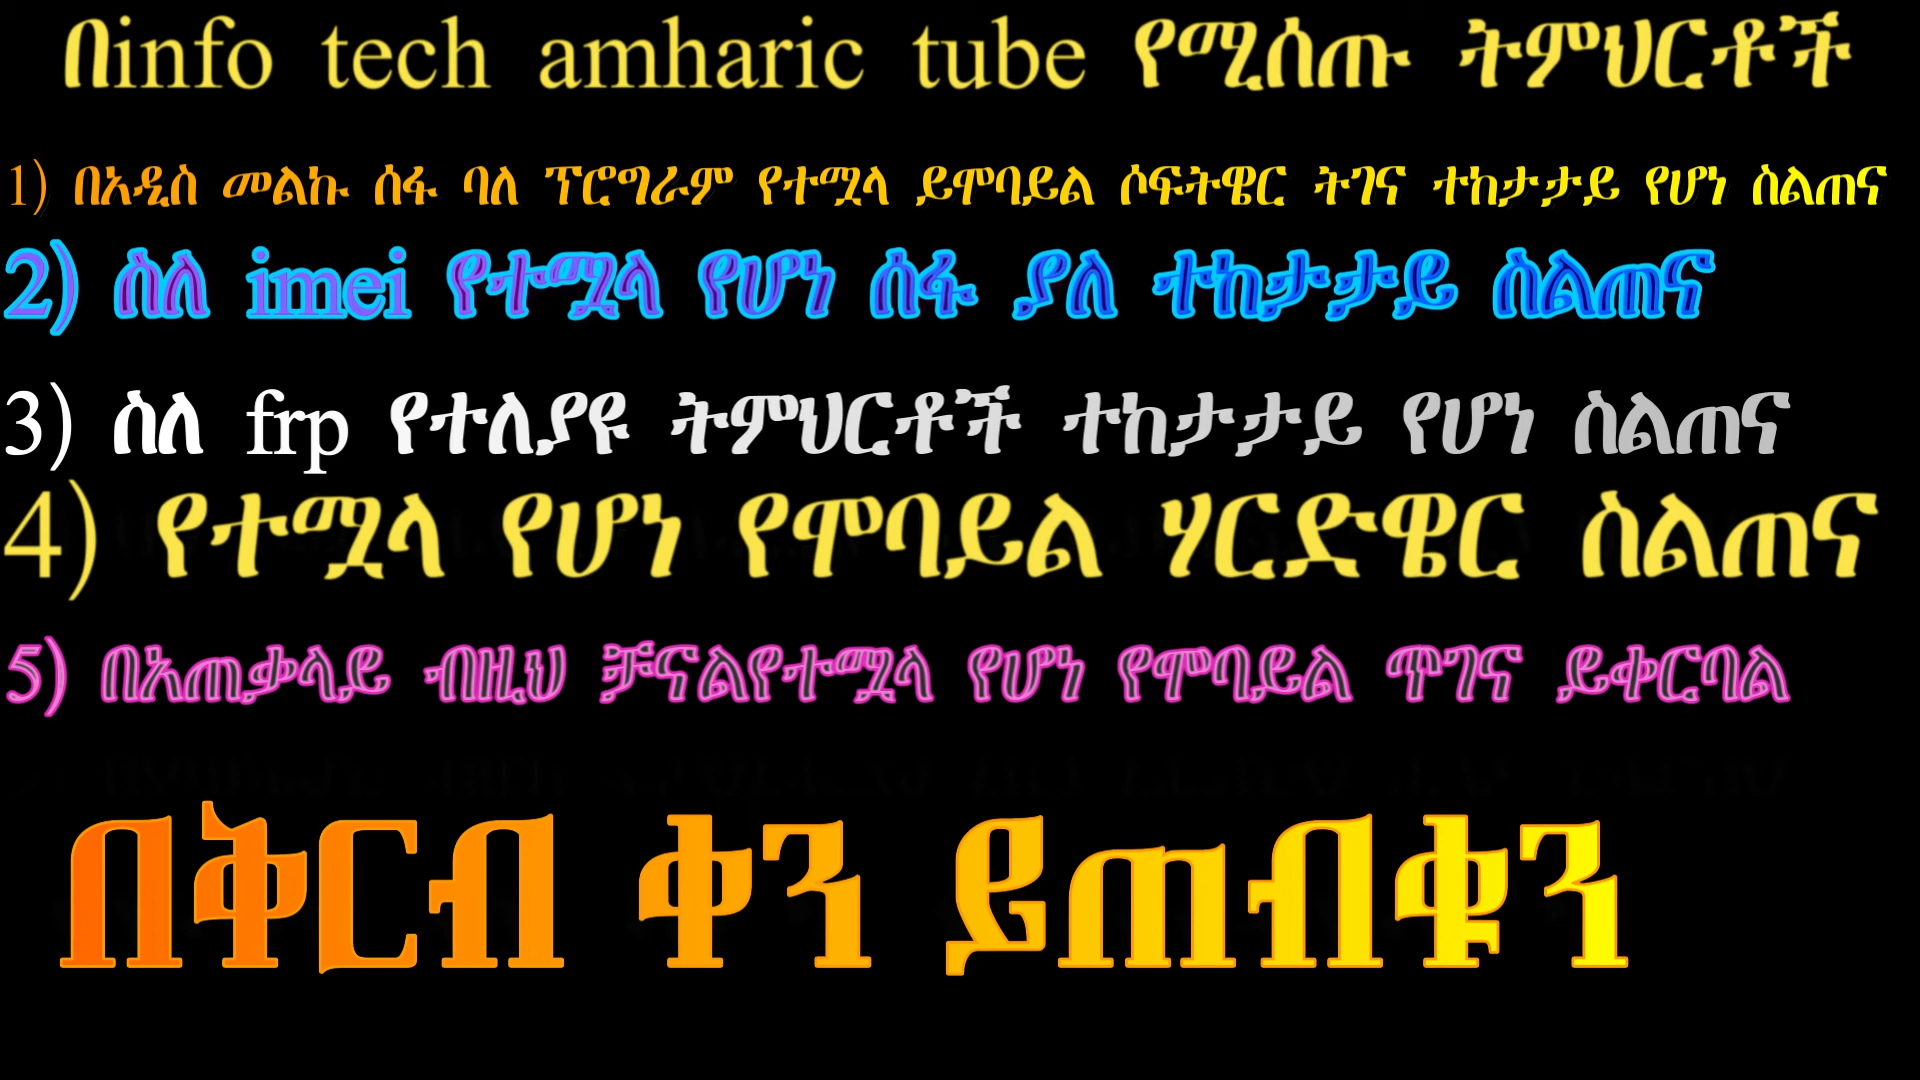 በinfo tech amharic tube የሚሰጡ ትምህርቶች
1) በአዲስ መልኩ ሰፋ ባለ ፕሮግራም የተሟላ ይሞባይል ሶፍትዌር ትገና ተከታታይ የሆነ ስልጠና
2) ስለ imei የተሟላ የሆነ ሰፋ ያለ ተከታታይ ስልጠና
3) ስለ frp የተለያዩ ትምህርቶች ተከታታይ የሆነ ስልጠና
4) የተሟላ የሆነ የሞባይል ሃርድዌር ስልጠና
5) በአጠቃላይ ብዚህ ቻናልየተሟላ የሆነ የሞባይል ጥገና ይቀርባል
በቅርብ ቀን ይጠብቁን